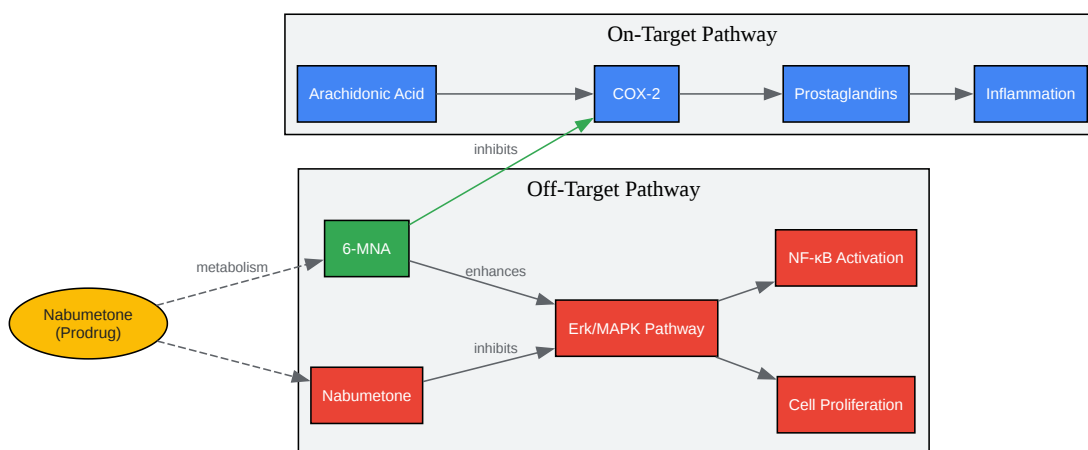 On-Target Pathway
Arachidonic Acid
COX-2
Prostaglandins
Inflammation
inhibits
Off-Target Pathway
6-MNA
metabolism
enhances
NF-κB Activation
Nabumetone
(Prodrug)
Erk/MAPK Pathway
inhibits
Nabumetone
Cell Proliferation